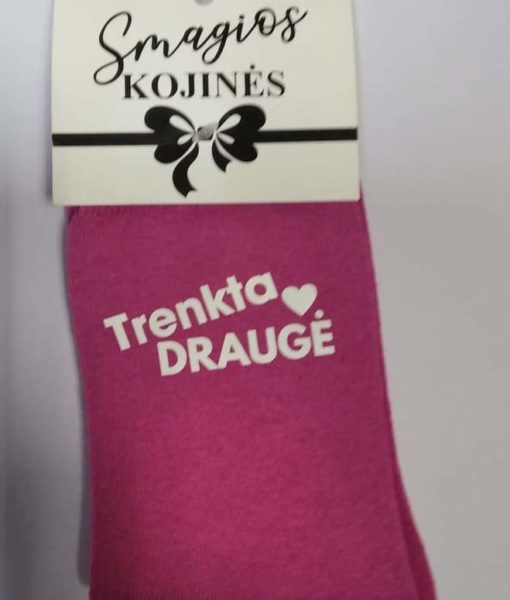 Smagios
KOJINĖS
Trenkta
DRAUGĖ